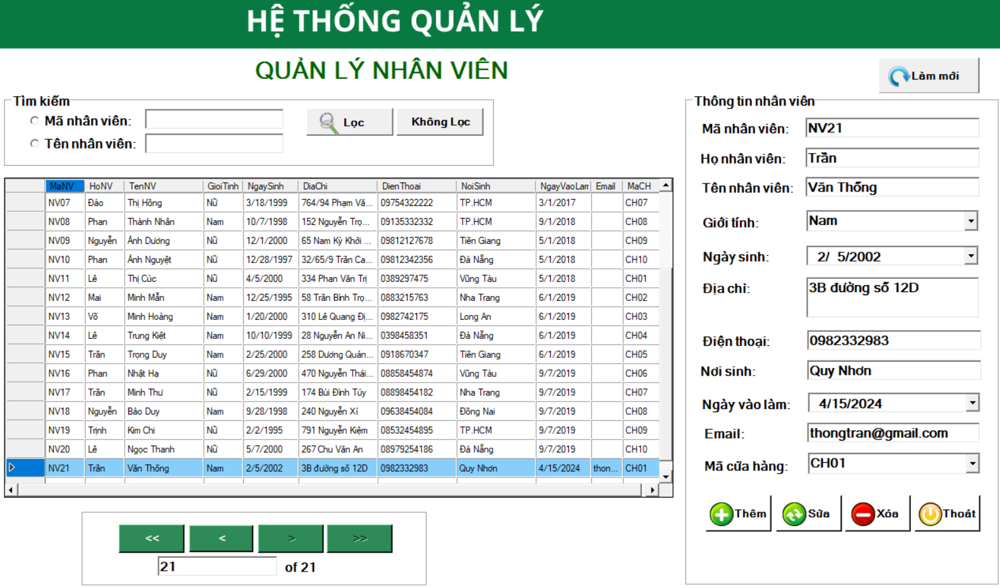 HỆ THỐNG QUẢN LÝ
QUẢN LÝ NHÂN VIÊN
Làm mới
Tìm kiếm
Mã nhân viên:
Lọc
Không Lọc
Tên nhân viên:
MaNV HoNV TenNV GioiTinh NgaySinh DiaChi DienThoai NoiSinh NgayVaoLam Email MaCH
NV07 Đào Thị Hồng Nữ 3/18/1999 764/94 Phạm Vă... 09754322222 TP.HCM 3/1/2017 CH07
NV08 Phan Thành Nhân Nam 10/7/1998 152 Nguyễn Trọ... 09135332332 TP.HCM 9/1/2018 CH08
NV09 Nguyễn Ánh Dương Nữ 12/1/2000 65 Nam Kỳ Khởi ... 09812127678 Tiền Giang 5/1/2018 CH09
NV10 Phan Ánh Nguyệt Nữ 12/28/1997 32/65/9 Trần Ca... 09812342356 Đà Nẵng 5/1/2018 CH10
NV11 Lê Thị Cúc Nữ 4/5/2000 334 Phan Văn Trị 0389297475 Vũng Tàu 5/1/2018 CH01
NV12 Mai Minh Mẫn Nam 12/25/1995 58 Trần Bình Trọ... 0883215763 Nha Trang 6/1/2019 CH02
NV13 Võ Minh Hoàng Nam 1/20/2000 310 Lê Quang Đị... 0982742175 Long An 6/1/2019 CH03
NV14 Lê Trung Kiệt Nam 10/10/1999 28 Nguyễn An Ni... 0398458351 Đà Nẵng 6/1/2019 CH04
NV15 Trần Trọng Duy Nam 2/25/2000 258 Dương Quản... 0918670347 Tiền Giang 6/1/2019 CH05
NV16 Phan Nhật Hạ Nữ 6/29/2000 470 Nguyễn Thái... 08858454874 Vũng Tàu 9/7/2019 CH06
NV17 Trần Minh Thư Nữ 2/15/1999 174 Bùi Đình Túy 08898454182 Nha Trang 9/7/2019 CH07
NV18 Nguyễn Bảo Duy Nam 9/28/1998 240 Nguyễn Xí 09638454084 Đồng Nai 9/7/2019 CH08
NV19 Trịnh Kim Chi Nữ 2/2/1995 791 Nguyễn Kiệm 08532454895 TP.HCM 9/7/2019 CH09
NV20 Lê Ngọc Thanh Nữ 5/7/2000 267 Chu Văn An 08979254186 Đà Nẵng 9/7/2019 CH10
NV21 Trần Văn Thống Nam 2/5/2002 3B đường số 12D 0982332983 Quy Nhơn 4/15/2024 thon... CH01
<< < > >>
21 of 21
Thông tin nhân viên
Mã nhân viên: NV21
Họ nhân viên: Trần
Tên nhân viên: Văn Thống
Giới tính: Nam
Ngày sinh: 2/ 5/2002
Địa chỉ: 3B đường số 12D
Điện thoại: 0982332983
Nơi sinh: Quy Nhơn
Ngày vào làm: 4/15/2024
Email: thongtran@gmail.com
Mã cửa hàng: CH01
Thêm Sửa Xóa Thoát